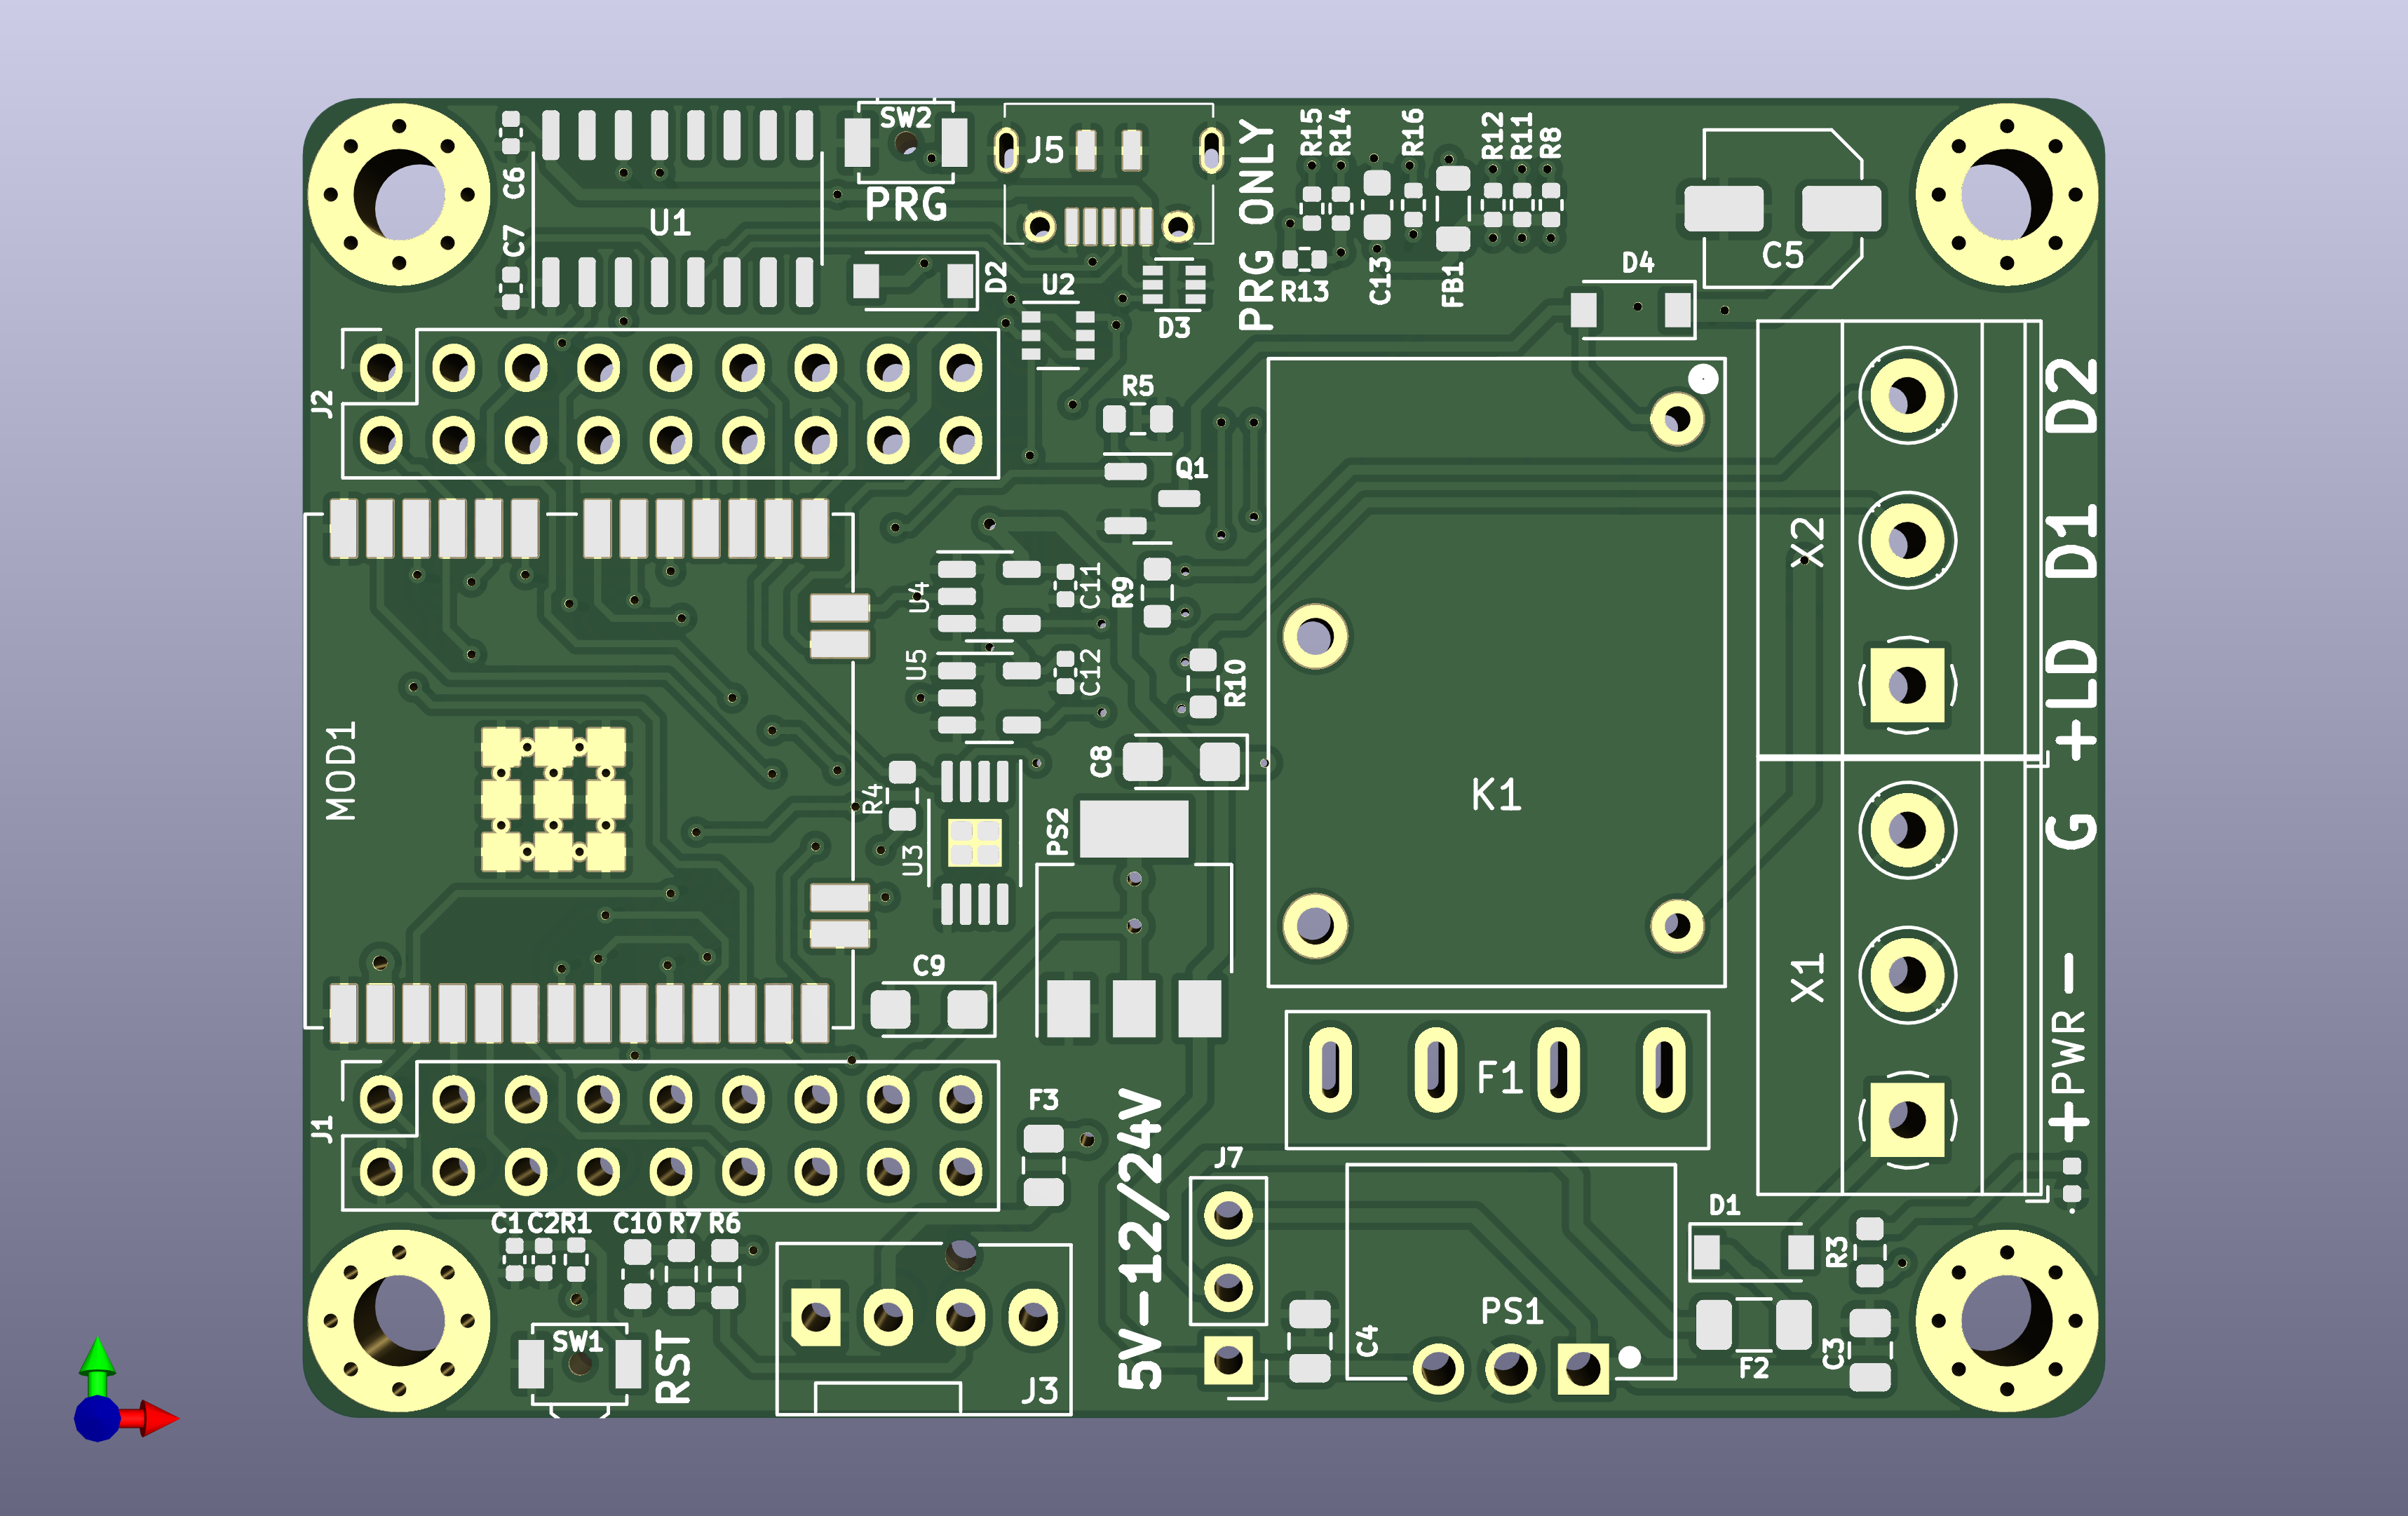 SW2
J5
PRG ONLY
R15
R14
R16
R12
R11
R8
C6
U1
PRG
C7
D2
U2
D3
R13
C13
FB1
D4
C5
J2
R5
Q1
D2
X2
D1
U4
C11
R9
U5
C12
R10
+LD
MOD1
C8
K1
R4
PS2
U3
G
C9
X1
-
PWR
+
F1
J1
F3
5V-12/24V
J7
C1
C2
R1
C10
R7
R6
D1
R3
SW1
RST
J3
C4
PS1
F2
C3